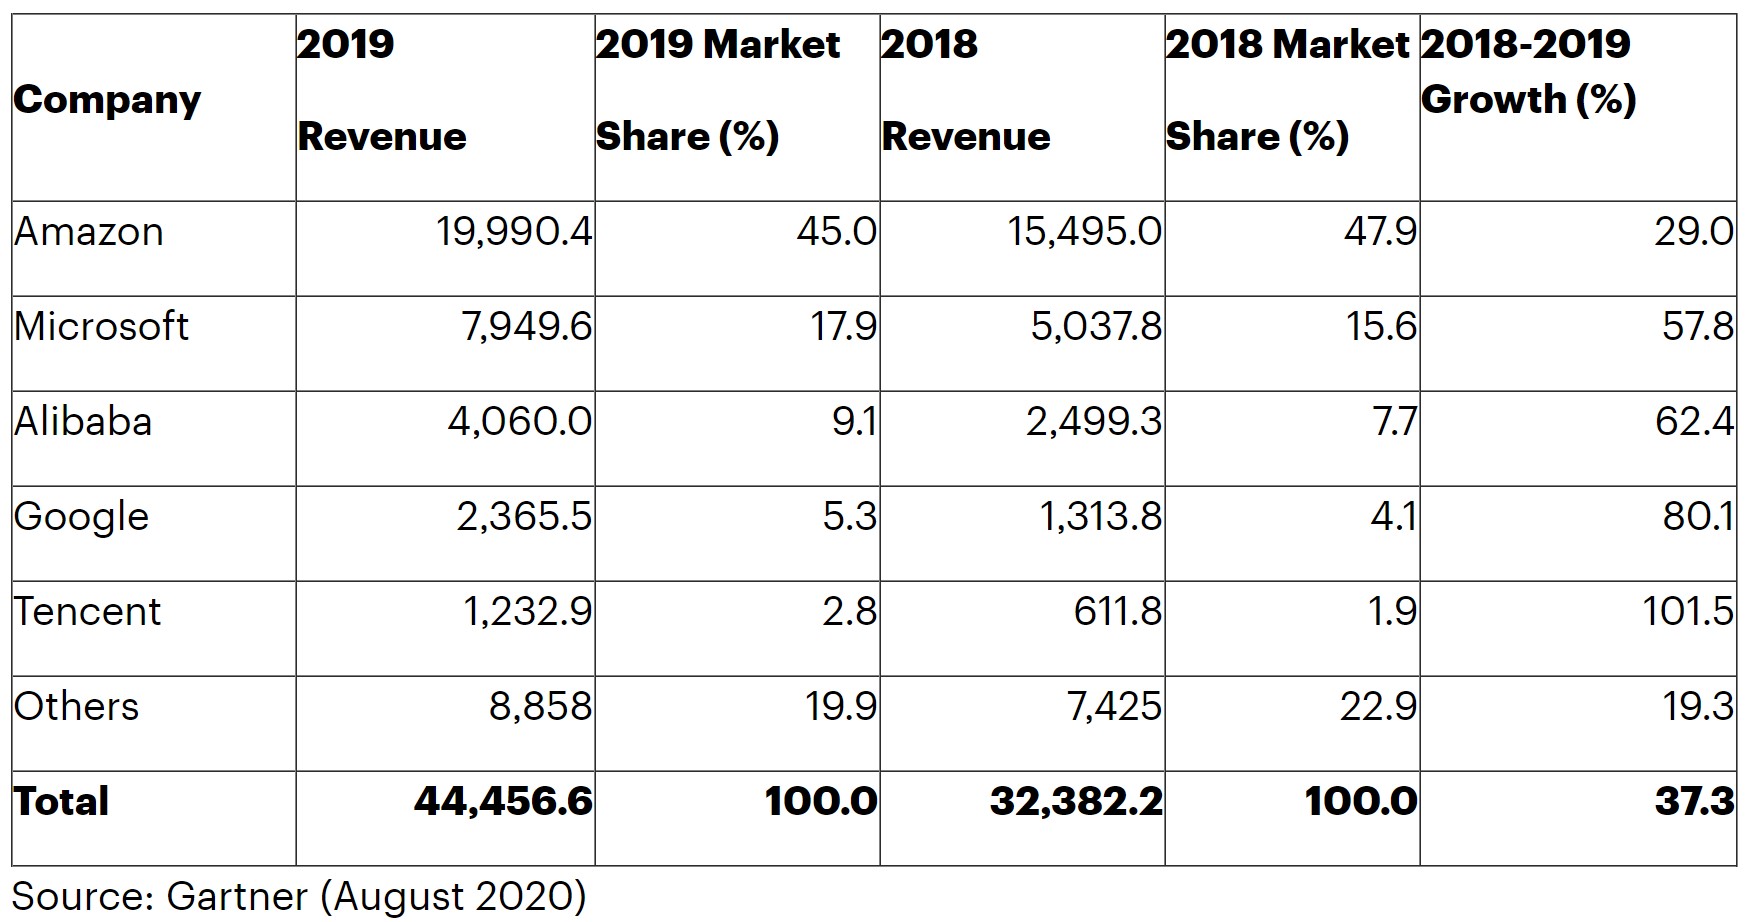 Company 2019 Revenue 2019 Market Share (%) 2018 Revenue 2018 Market Share (%) 2018-2019 Growth (%)
Amazon 19,990.4 45.0 15,495.0 47.9 29.0
Microsoft 7,949.6 17.9 5,037.8 15.6 57.8
Alibaba 4,060.0 9.1 2,499.3 7.7 62.4
Google 2,365.5 5.3 1,313.8 4.1 80.1
Tencent 1,232.9 2.8 611.8 1.9 101.5
Others 8,858 19.9 7,425 22.9 19.3
Total 44,456.6 100.0 32,382.2 100.0 37.3
Source: Gartner (August 2020)